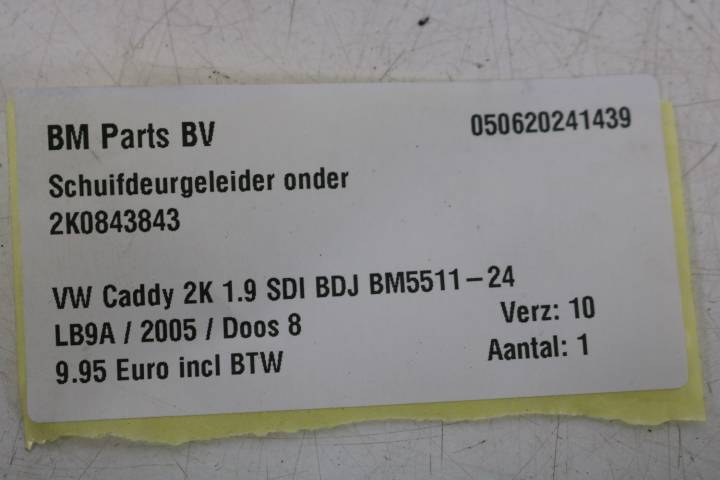 BM Parts BV 050620241439
Schuifdeurgeleider onder
2K0843843
VW Caddy 2K 1.9 SDI BDJ BM5511-24
LB9A / 2005 / Doos 8 Verz: 10
9.95 Euro incl BTW Aantal: 1